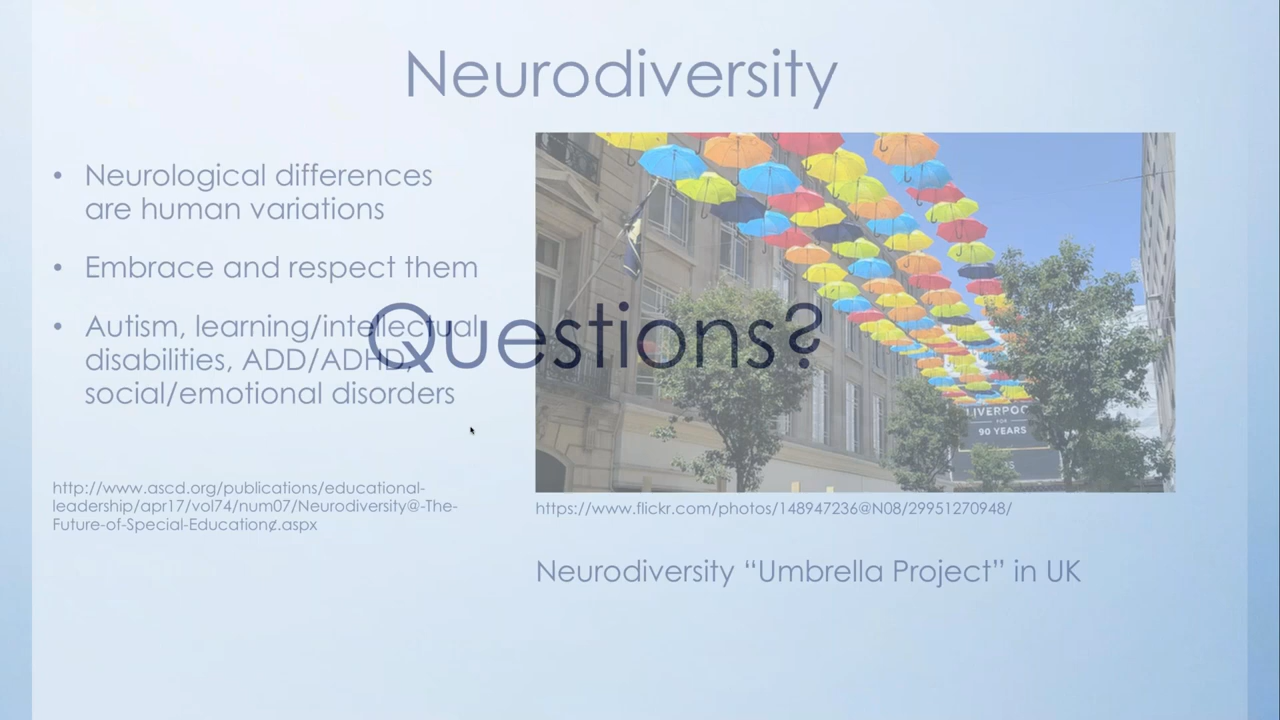 Neurodiversity
• Neurological differences
are human variations
• Embrace and respect them
• Autism, learning/intellectual
disabilities, ADD/ADHD,
social/emotional disorders
Questions?
http://www.ascd.org/publications/educational-
leadership/apr17/vol74/num07/Neurodiversity@-The-
Future-of-Special-Education¢.aspx
LIVERPOO
FOR
90 YEARS
https://www.flickr.com/photos/148947236@N08/29951270948/
Neurodiversity “Umbrella Project” in UK